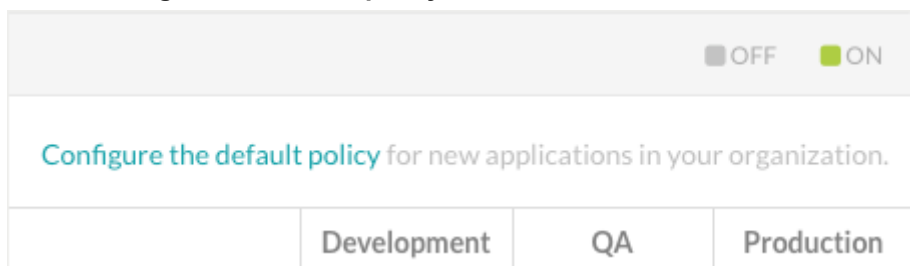 OFF ON
Configure the default policy for new applications in your organization.
Development QA Production